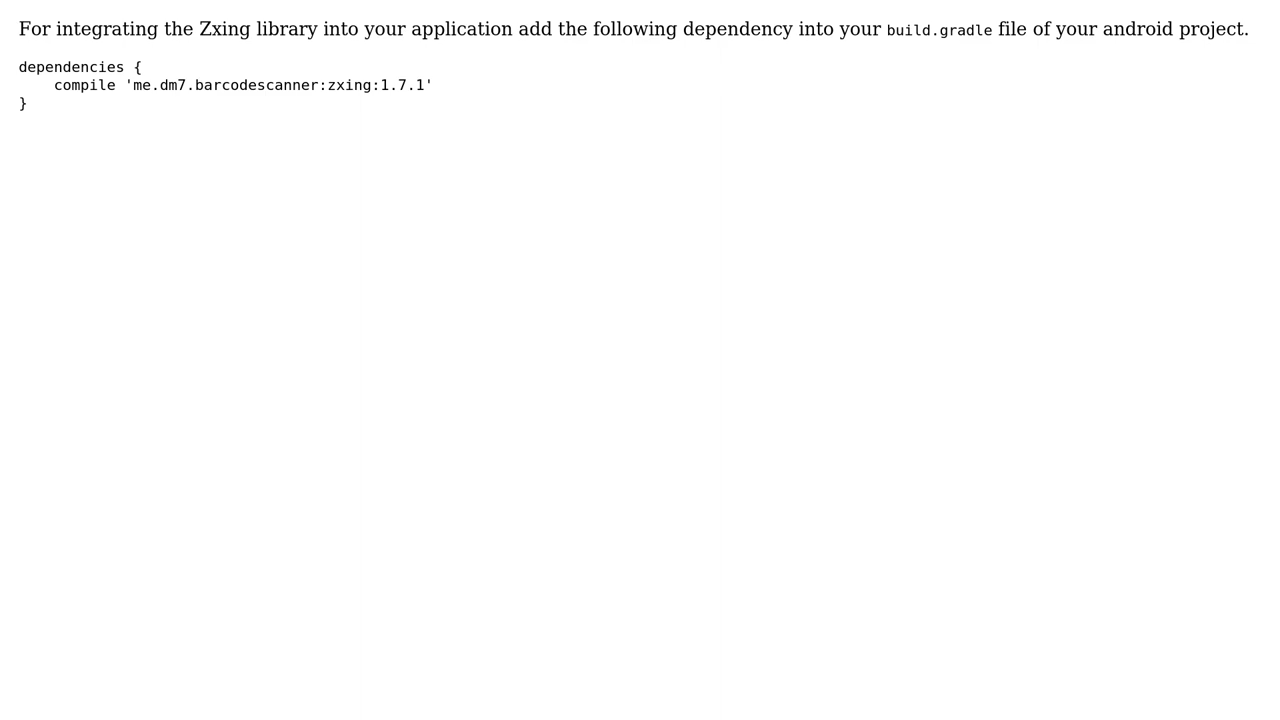 For integrating the Zxing library into your application add the following dependency into your build.gradle file of your android project.
dependencies {
    compile 'me.dm7.barcodescanner:zxing:1.7.1'
}